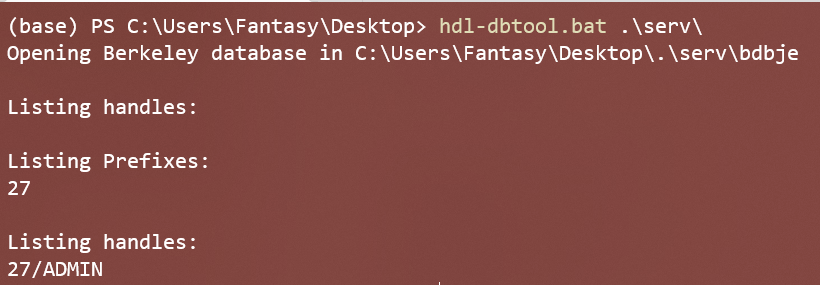 (base) PS C:\Users\Fantasy\Desktop> hdl-dbtool.bat .\serv\
Opening Berkeley database in C:\Users\Fantasy\Desktop\.\serv\bdbje
Listing handles:
Listing Prefixes:
27
Listing handles:
27/ADMIN